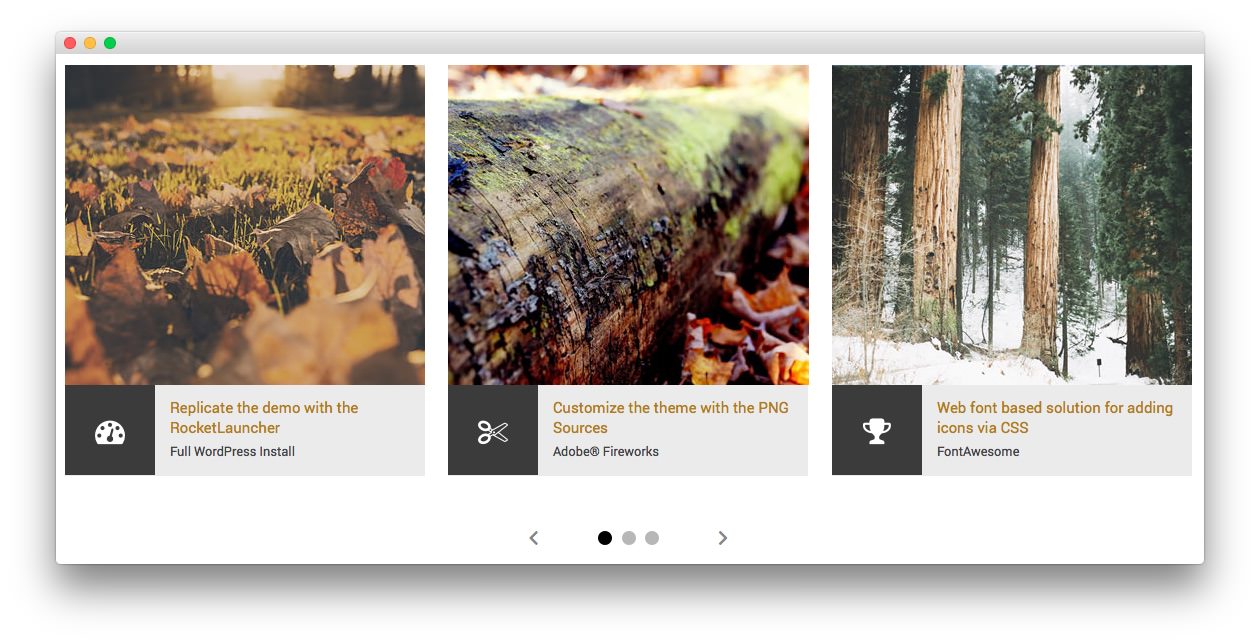 Replicate the demo with the
RocketLauncher
Full WordPress Install
Customize the theme with the PNG
Sources
Adobe® Fireworks
Web font based solution for adding
icons via CSS
FontAwesome